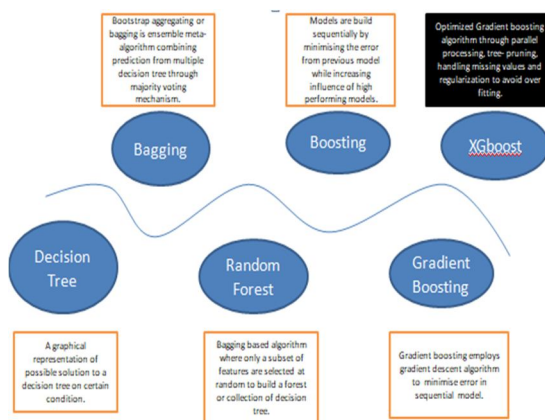 Bootstrap aggregating or
bagging is ensemble meta-
algorithm combining
prediction from multiple
decision tree through
majority voting
mechanism.
Models are build
sequentially by
minimising the error
from previous model
while increasing
influence of high
performing models.
Optimized Gradient boosting
algorithm through parallel
processing, tree- pruning,
handling missing values and
regularization to avoid over
fitting.
Bagging
Boosting
XGboost
Decision
Tree
Random
Forest
Gradient
Boosting
A graphical
representation of
possible solution to a
decision tree on certain
condition.
Bagging based algorithm
where only a subset of
features are selected at
random to build a forest
or collection of decision
tree.
Gradient boosting employs
gradient descent algorithm
to minimise error in
sequential model.